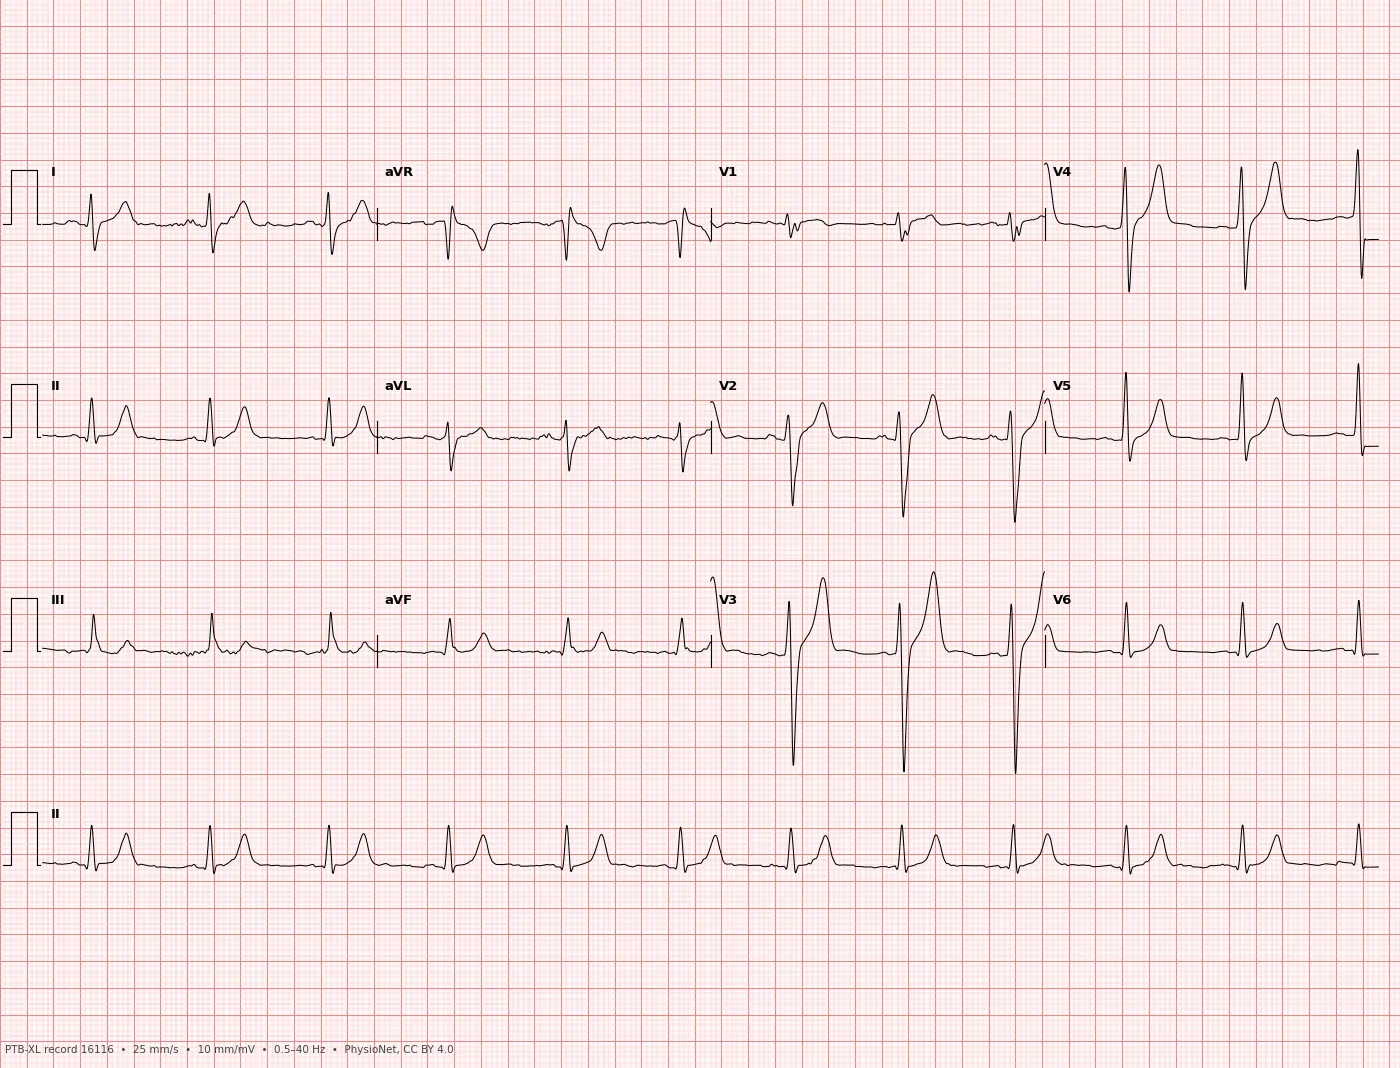 I aVR V1 V4
II aVL V2 V5
III aVF V3 V6
II
PTB-XL record 16116 • 25 mm/s • 10 mm/mV • 0.5–40 Hz • PhysioNet, CC BY 4.0